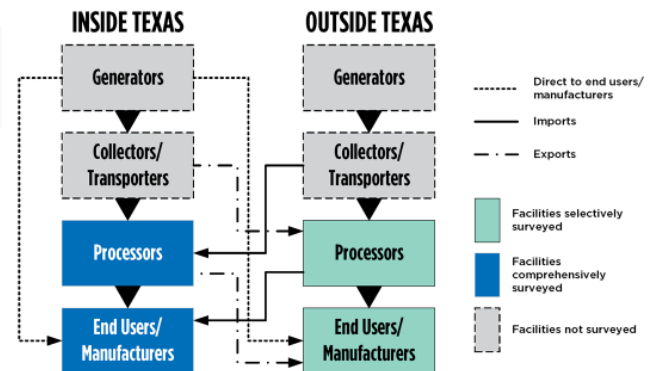 INSIDE TEXAS
OUTSIDE TEXAS
Generators
Generators
Collectors/
Transporters
Collectors/
Transporters
Processors
Processors
End Users/
Manufacturers
End Users/
Manufacturers
Direct to end users/
manufacturers
Imports
Exports
Facilities selectively
surveyed
Facilities
comprehensively
surveyed
Facilities not surveyed